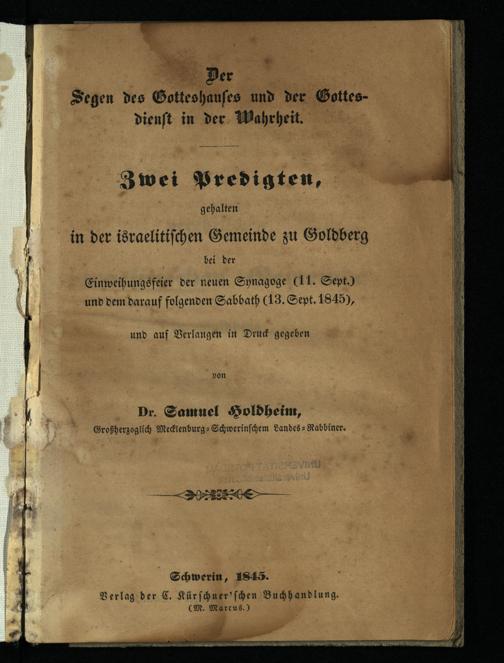 Der
Segen des Gotteshauses und der Gottes-
dienst in der Wahrheit.
Zwei Predigten,
gehalten
in der israelitischen Gemeinde zu Goldberg
bei der
Einweihungsfeier der neuen Synagoge (11. Sept.)
und dem darauf folgenden Sabbath (13. Sept. 1845),
und auf Verlangen in Druck gegeben
von
Dr. Samuel Holdheim,
Großherzoglich Mecklenburg-Schwerinschem Landes-Rabbiner.
Schwerin, 1845.
Verlag der C. Kürschner'schen Buchhandlung.
(M. Marcus.)